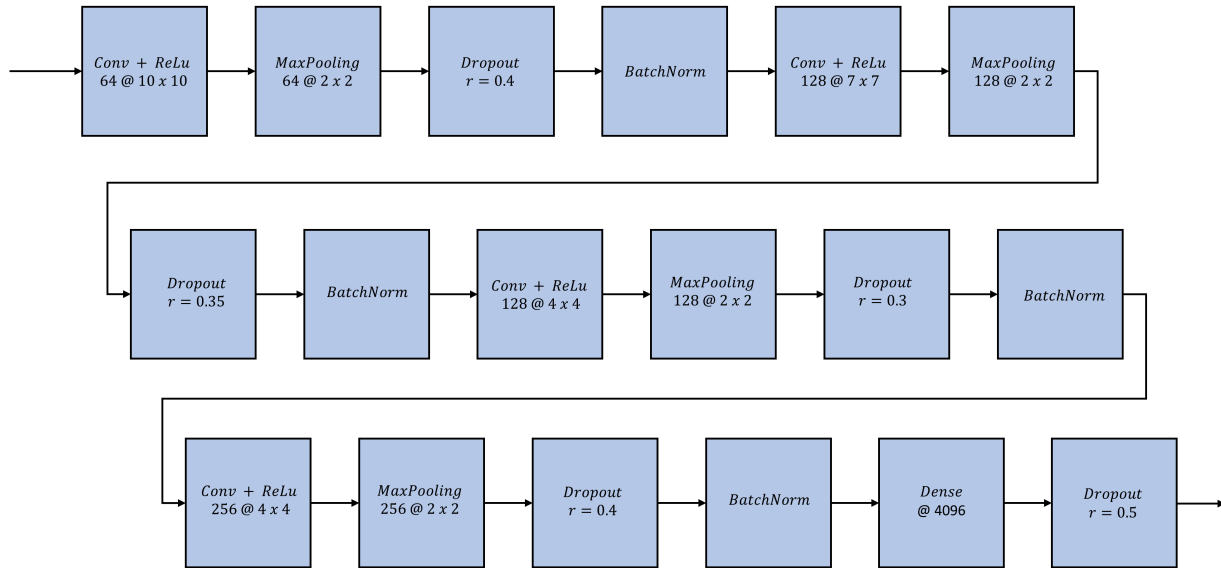 Conv + ReLu
64 @ 10 x 10
MaxPooling
64 @ 2 x 2
Dropout
r = 0.4
BatchNorm
Conv + ReLu
128 @ 7 x 7
MaxPooling
128 @ 2 x 2
Dropout
r = 0.35
BatchNorm
Conv + ReLu
128 @ 4 x 4
MaxPooling
128 @ 2 x 2
Dropout
r = 0.3
BatchNorm
Conv + ReLu
256 @ 4 x 4
MaxPooling
256 @ 2 x 2
Dropout
r = 0.4
BatchNorm
Dense
@ 4096
Dropout
r = 0.5